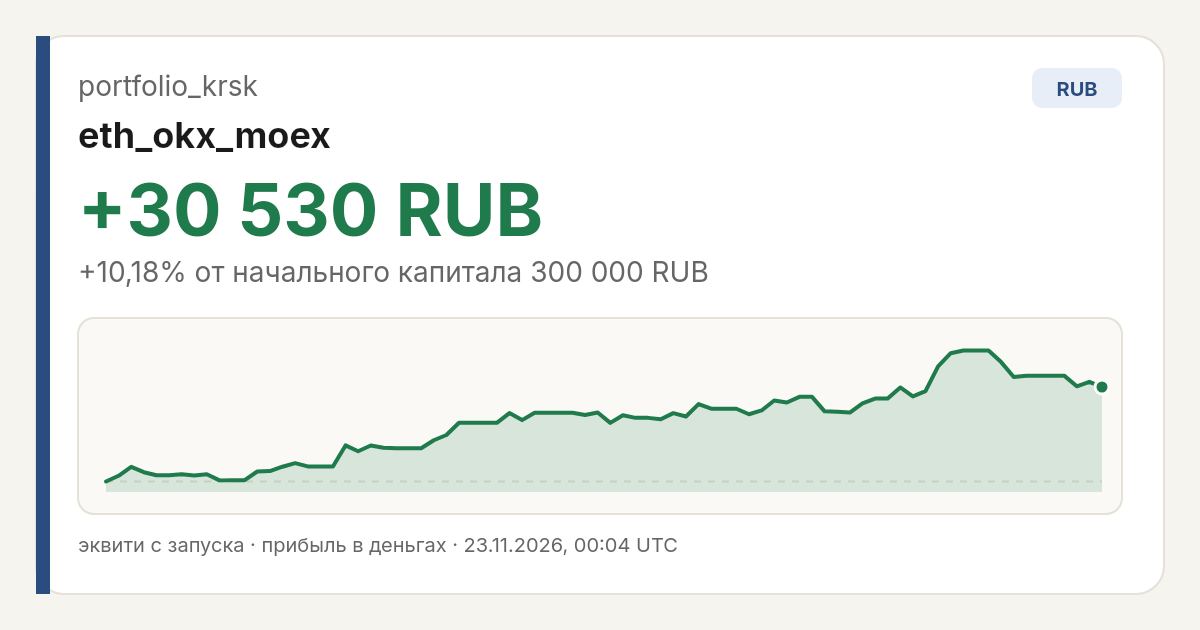 portfolio_krsk
RUB
eth_okx_moex
+30 530 RUB
+10,18% от начального капитала 300 000 RUB
эквити с запуска · прибыль в деньгах · 23.11.2026, 00:04 UTC